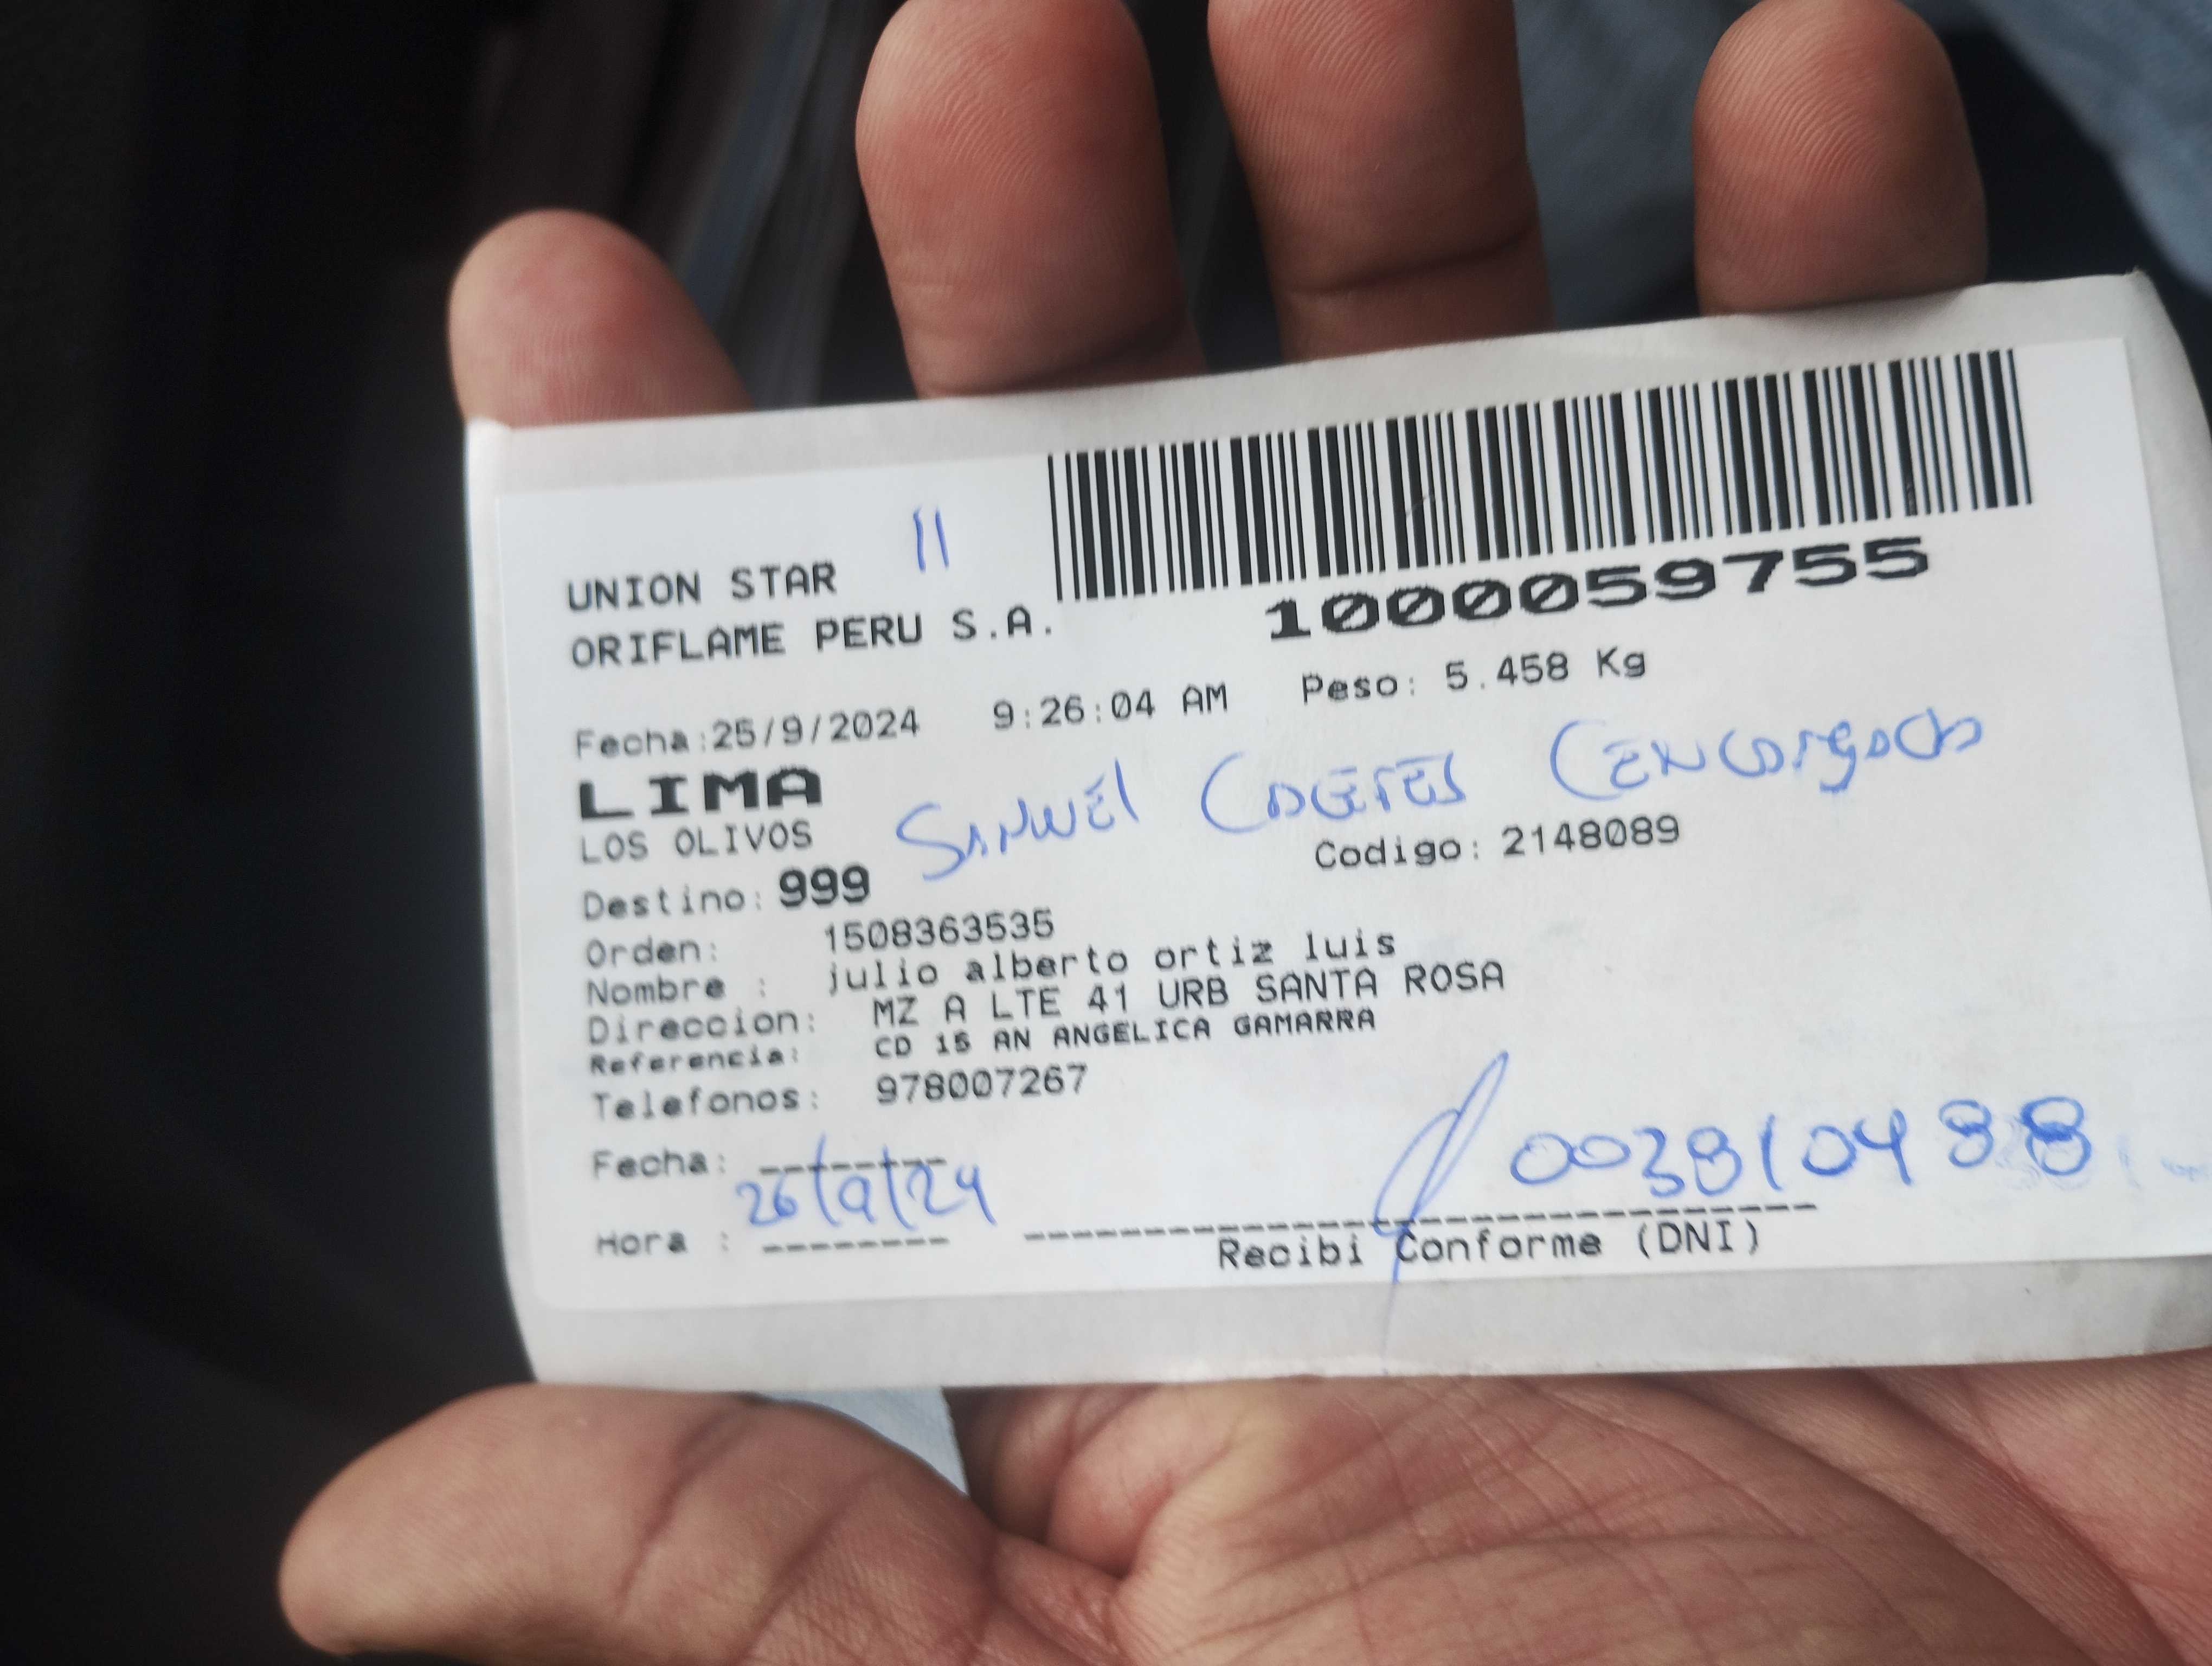 UNION STAR 11
ORIFLAME PERU S.A.
1000059755
Fecha:25/9/2024 9:26:04 AM Peso: 5.458 Kg
LIMA
LOS OLIVOS
Destino: 999
Codigo: 2148089
Orden: 1508363535
Nombre : julio alberto ortiz luis
Direccion: MZ A LTE 41 URB SANTA ROSA
Referencia: CD 15 AN ANGELICA GAMARRA
Telefonos: 978007267
Fecha: 26/9/24
Hora :
Recibi Conforme (DNI)